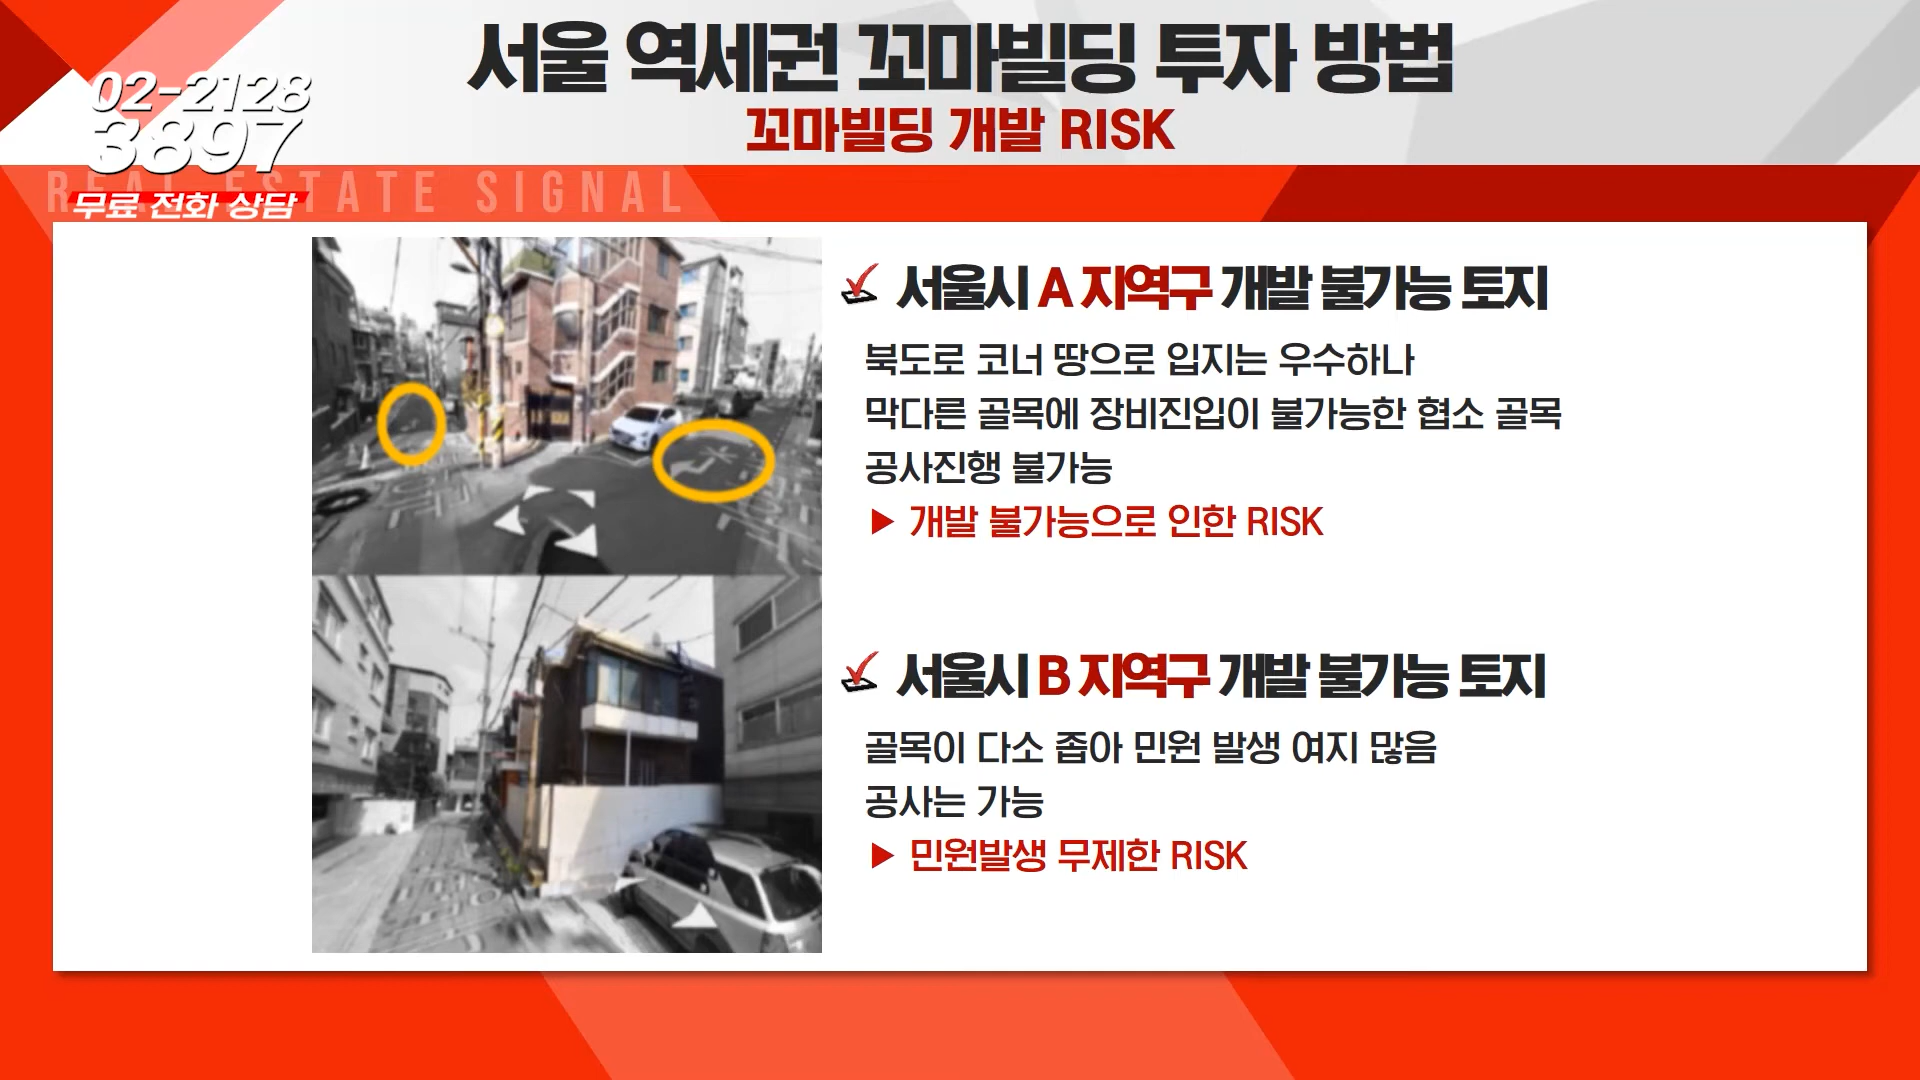 서울 역세권 꼬마빌딩 투자 방법
꼬마빌딩 개발 RISK
02-2128
3897
무료 전화 상담
REAL ESTATE SIGNAL
서울시 A 지역구 개발 불가능 토지
북도로 코너 땅으로 입지는 우수하나
막다른 골목에 장비진입이 불가능한 협소 골목
공사진행 불가능
▶ 개발 불가능으로 인한 RISK
서울시 B 지역구 개발 불가능 토지
골목이 다소 좁아 민원 발생 여지 많음
공사는 가능
▶ 민원발생 무제한 RISK